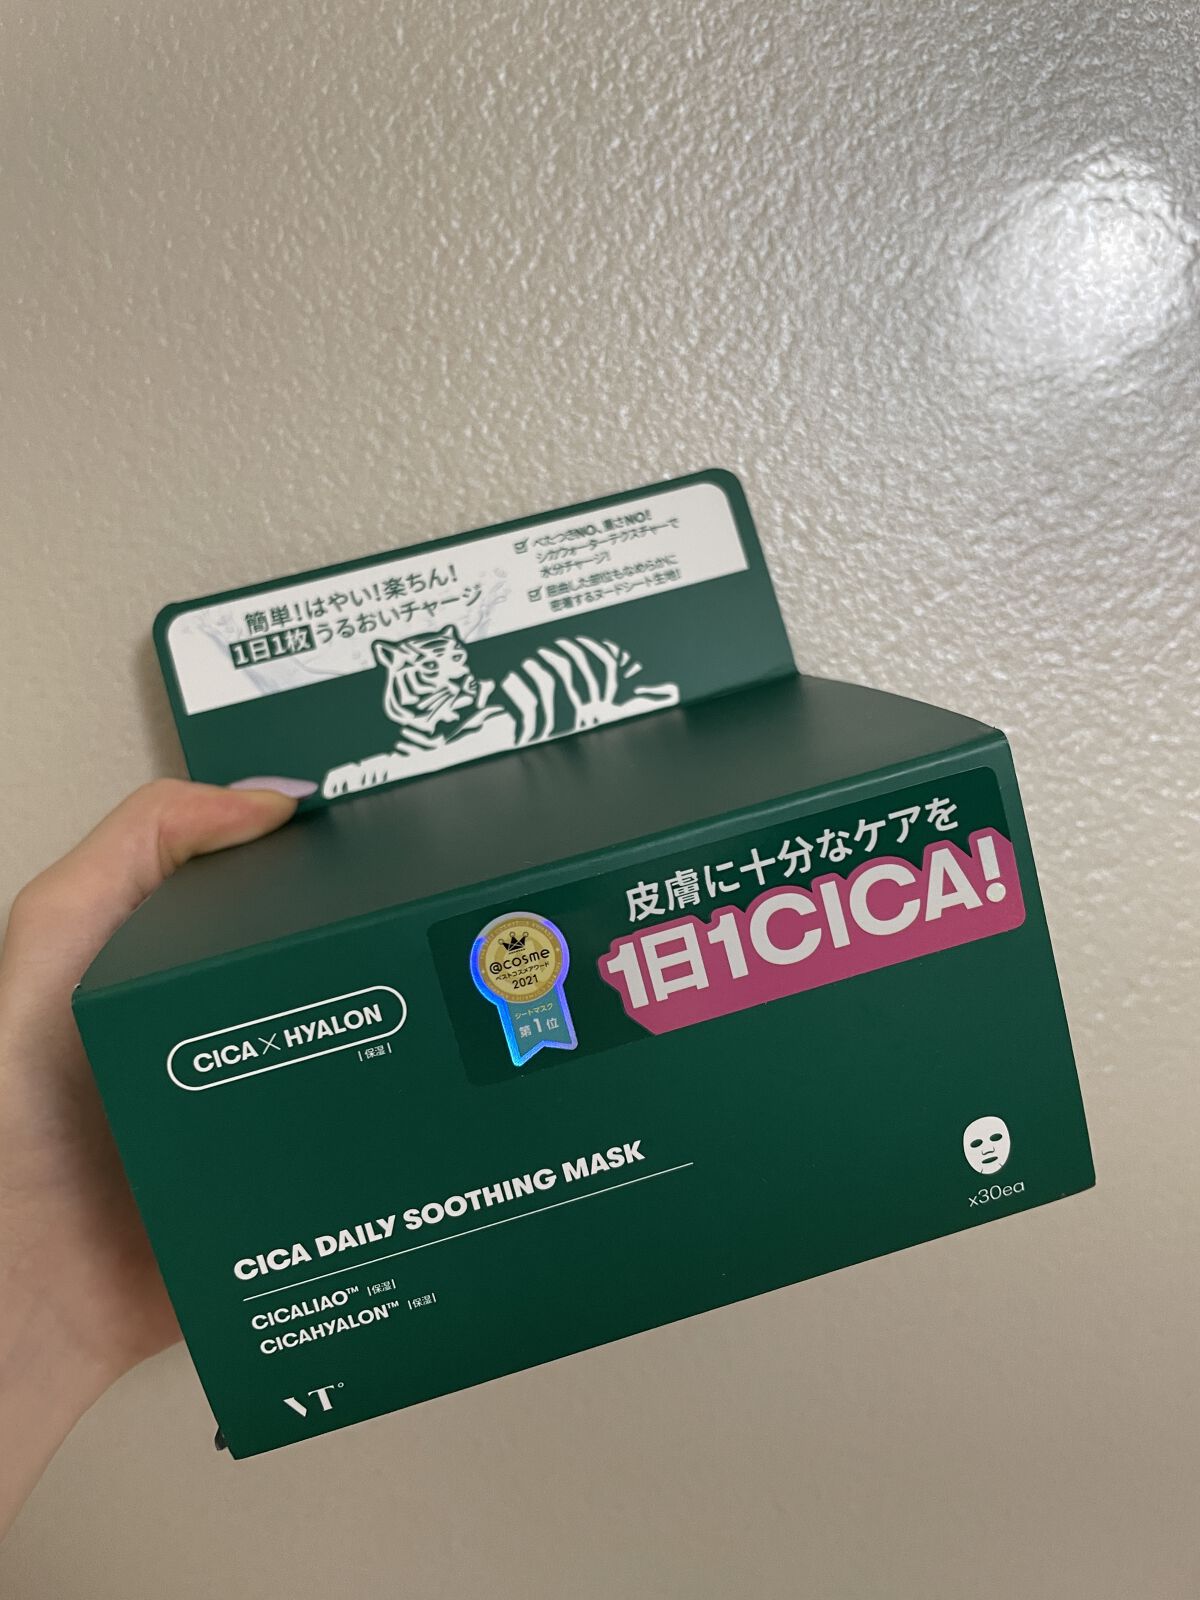 簡単!はやい!楽ちん!
1日1枚うるおいチャージ
べたつきNO、重さNO!
シカウォーターテクスチャーで
水分チャージ!
屈曲した部位もなめらかに
密着するヌードシート生地!
皮膚に十分なケアを
1日1CICA!
@cosme
ベストコスメアワード
2021
シートマスク
第1位
CICA×HYALON
|保湿|
CICA DAILY SOOTHING MASK
CICALIAO™ |保湿|
CICAHYALON™ |保湿|
VT
x30ea